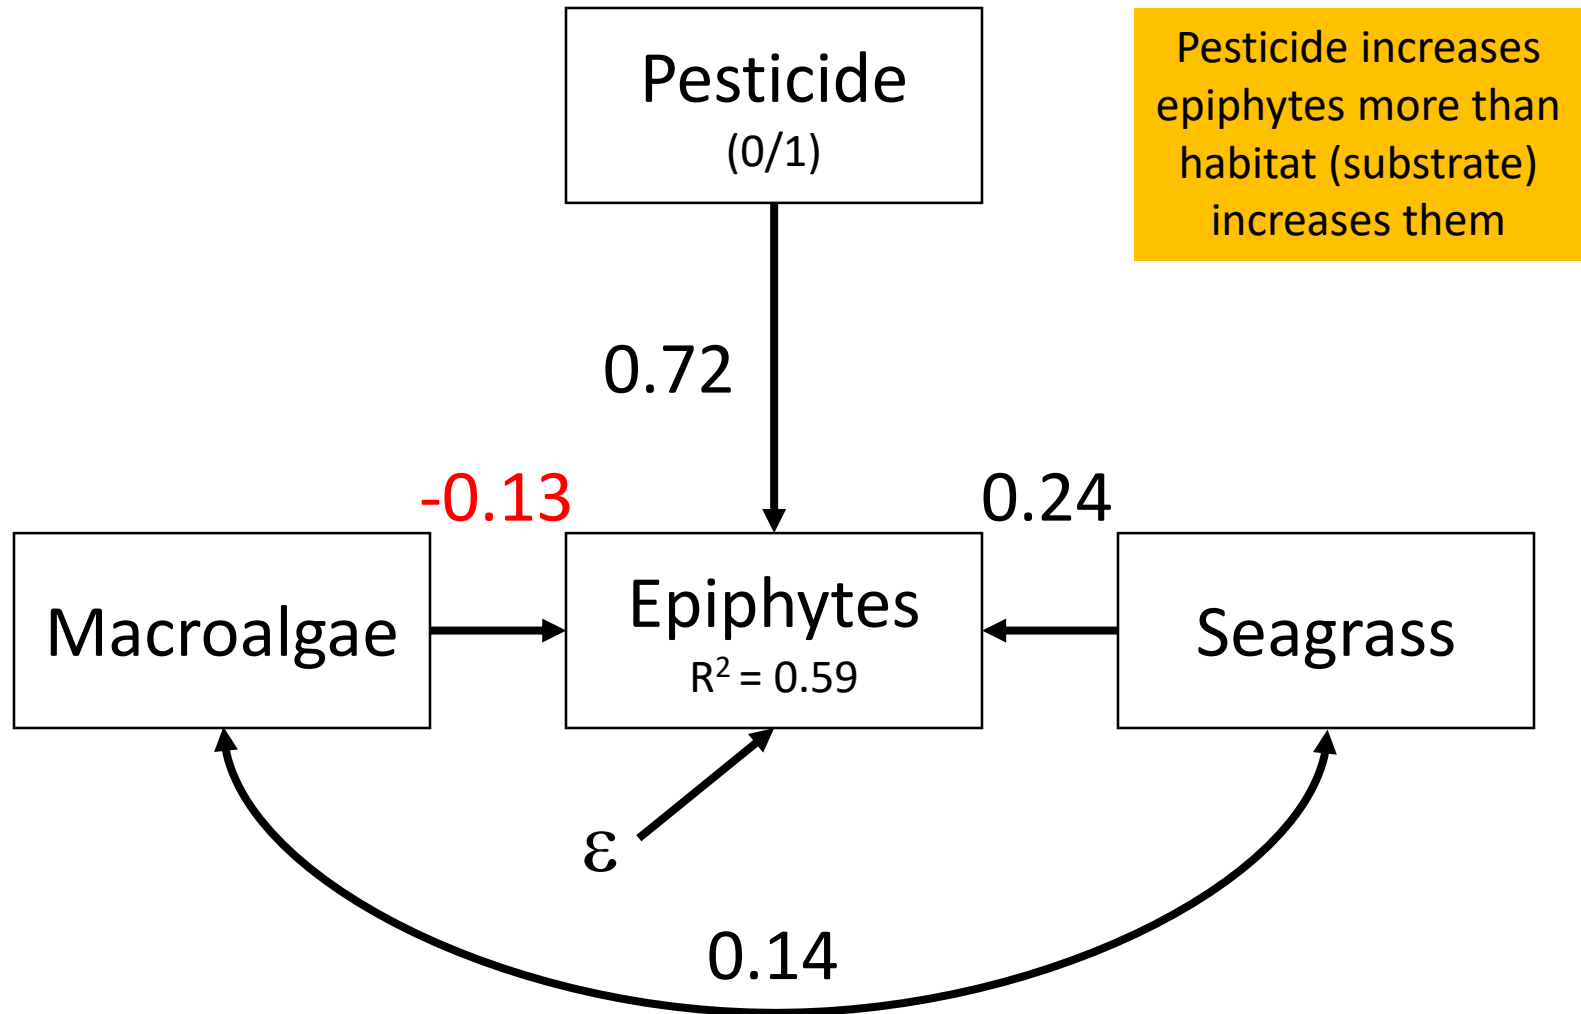 Pesticide
(0/1)
Pesticide increases
epiphytes more than
habitat (substrate)
increases them
0.72
-0.13
0.24
Macroalgae
Epiphytes
R² = 0.59
Seagrass
ε
0.14